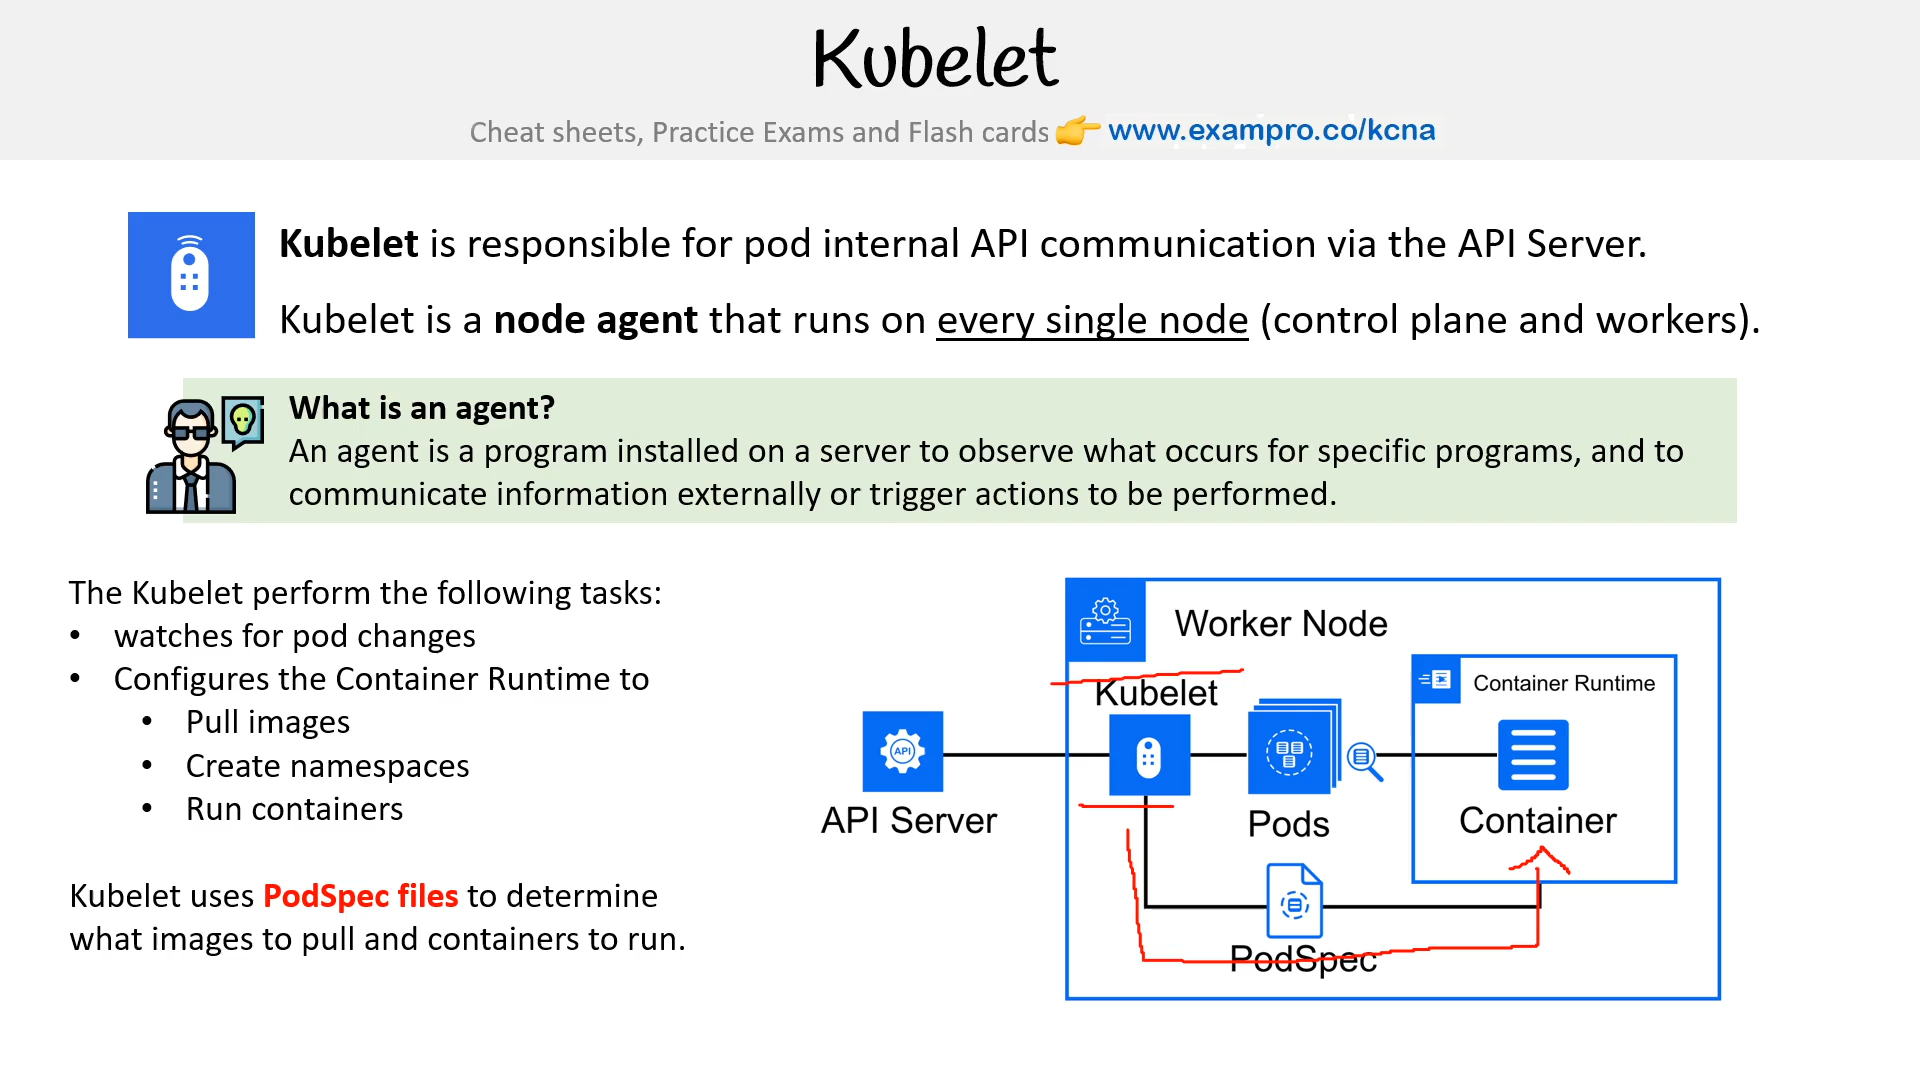 Kubelet
Cheat sheets, Practice Exams and Flash cards 👉 www.exampro.co/kcna
Kubelet is responsible for pod internal API communication via the API Server.
Kubelet is a node agent that runs on every single node (control plane and workers).
What is an agent?
An agent is a program installed on a server to observe what occurs for specific programs, and to
communicate information externally or trigger actions to be performed.
The Kubelet perform the following tasks:
• watches for pod changes
• Configures the Container Runtime to
• Pull images
• Create namespaces
• Run containers
Kubelet uses PodSpec files to determine
what images to pull and containers to run.
Worker Node
Kubelet
Container Runtime
API
API Server
Pods
Container
PodSpec